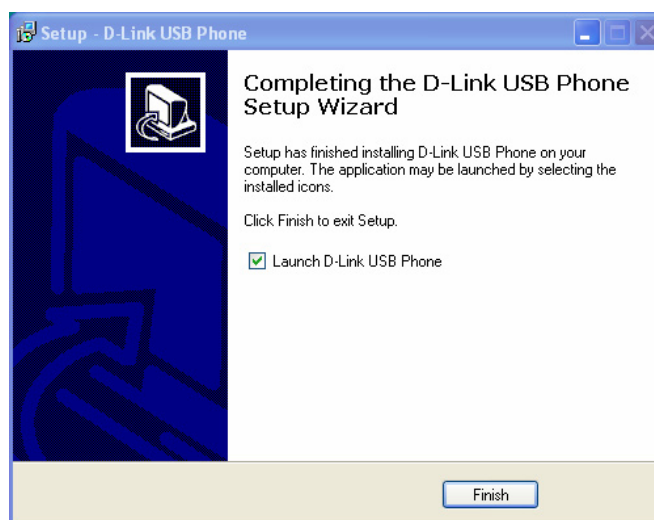 Setup - D-Link USB Phone
Completing the D-Link USB Phone
Setup Wizard
Setup has finished installing D-Link USB Phone on your
computer. The application may be launched by selecting the
installed icons.
Click Finish to exit Setup.
Launch D-Link USB Phone
Finish